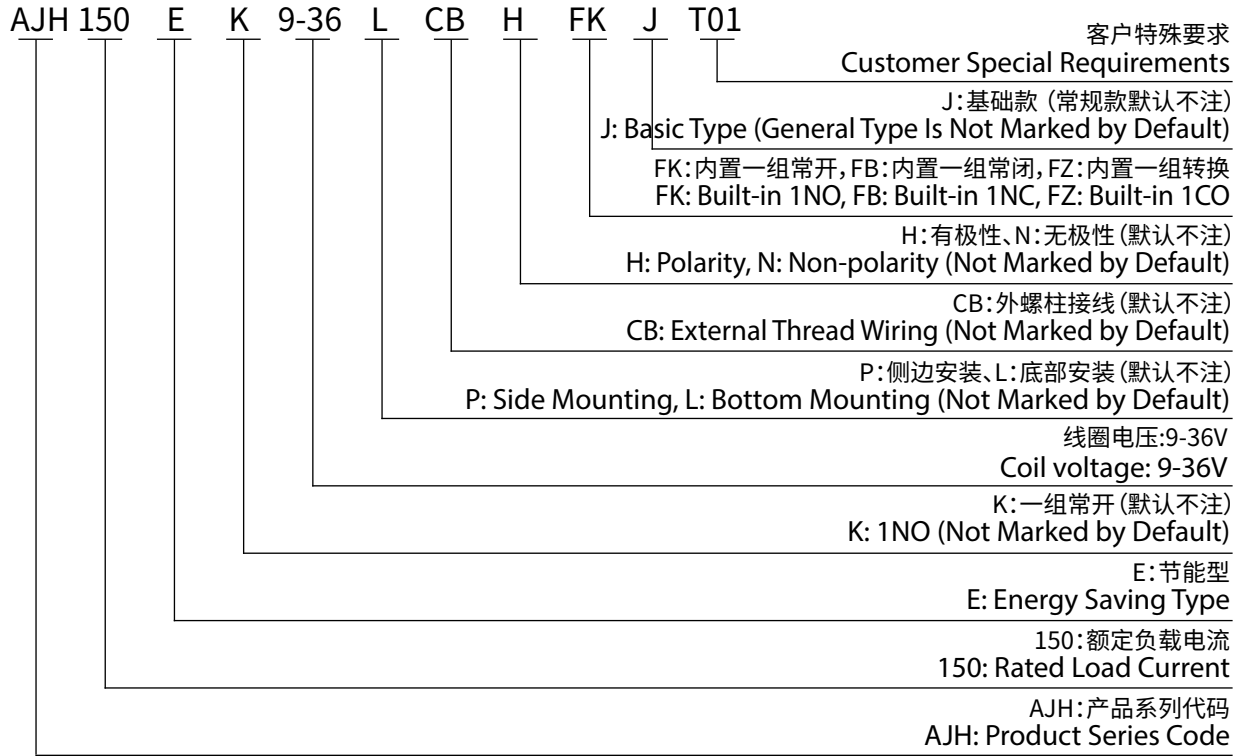 AJH 150 E K 9-36 L CB H FK J T01
客户特殊要求
Customer Special Requirements
J:基础款 (常规款默认不注)
J: Basic Type (General Type Is Not Marked by Default)
FK:内置一组常开,FB:内置一组常闭,FZ:内置一组转换
FK: Built-in 1NO, FB: Built-in 1NC, FZ: Built-in 1CO
H:有极性、N:无极性(默认不注)
H: Polarity, N: Non-polarity (Not Marked by Default)
CB:外螺柱接线(默认不注)
CB: External Thread Wiring (Not Marked by Default)
P:侧边安装、L:底部安装(默认不注)
P: Side Mounting, L: Bottom Mounting (Not Marked by Default)
线圈电压:9-36V
Coil voltage: 9-36V
K:一组常开(默认不注)
K: 1NO (Not Marked by Default)
E:节能型
E: Energy Saving Type
150:额定负载电流
150: Rated Load Current
AJH:产品系列代码
AJH: Product Series Code